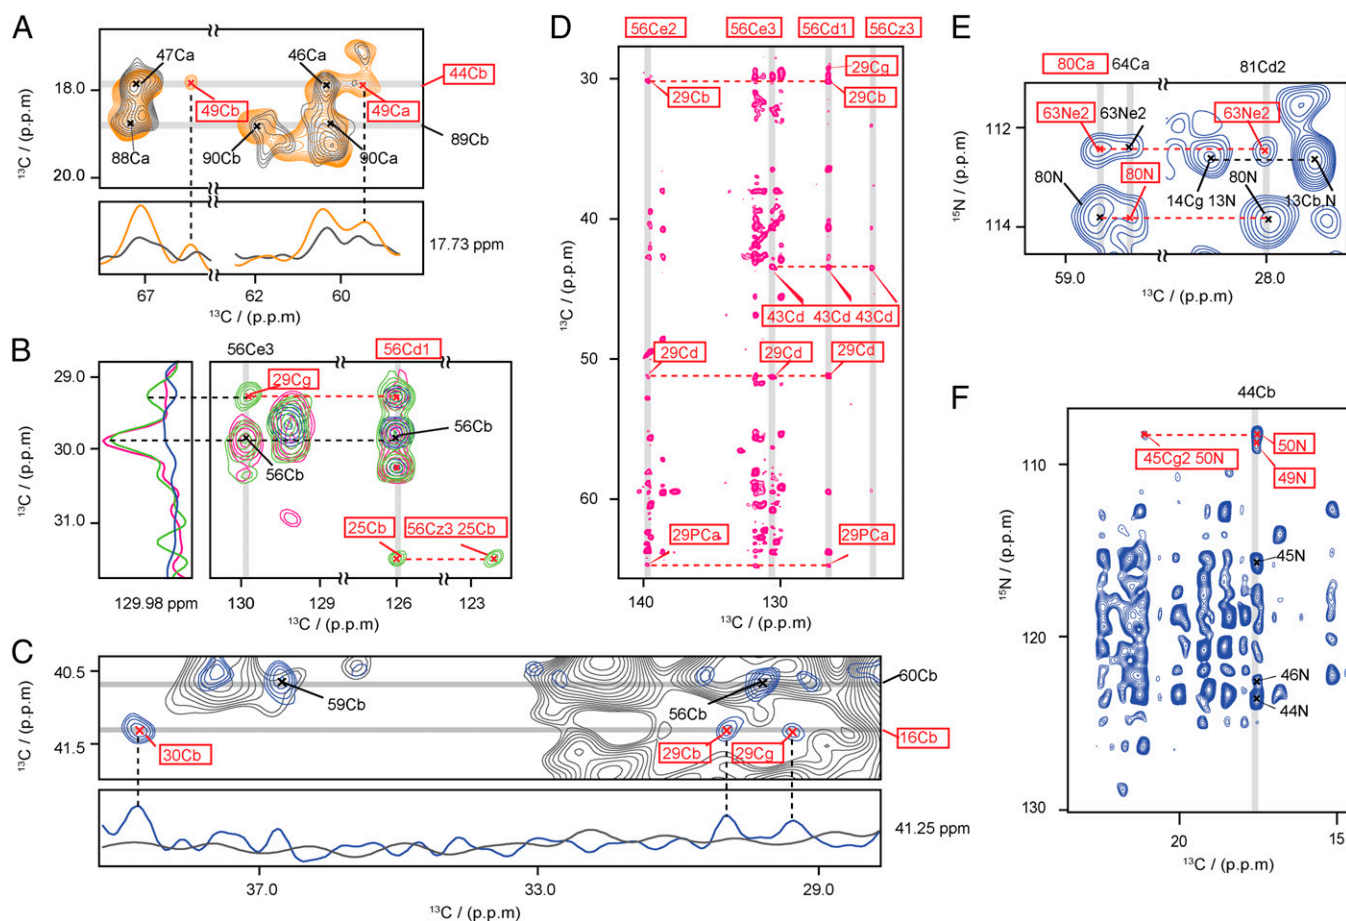 A
47Ca
46Ca
44Cb
18.0
49Cb
49Ca
89Cb
88Ca
90Cb
90Ca
20.0
¹³C / (p.p.m)
17.73 ppm
67
62
60
¹³C / (p.p.m)
B
56Ce3
56Cd1
29.0
29Cg
56Cb
30.0
56Cb
31.0
25Cb
56Cz3 25Cb
¹³C / (p.p.m)
129.98 ppm
130
129
126
123
¹³C / (p.p.m)
C
40.5
60Cb
59Cb
56Cb
41.5
30Cb
29Cb
29Cg
16Cb
¹³C / (p.p.m)
41.25 ppm
37.0
33.0
29.0
¹³C / (p.p.m)
D
56Ce2
56Ce3
56Cd1
56Cz3
30
29Cg
29Cb
29Cb
40
43Cd 43Cd 43Cd
50
29Cd
29Cd
29Cd
60
29PCa
29PCa
¹³C / (p.p.m)
140
130
¹³C / (p.p.m)
E
80Ca
64Ca
81Cd2
112
63Ne2
63Ne2
63Ne2
80N
80N
14Cg 13N
80N
13Cb N
114
¹⁵N / (p.p.m)
59.0
28.0
¹³C / (p.p.m)
F
44Cb
110
45Cg2 50N
50N
49N
45N
120
46N
44N
130
¹⁵N / (p.p.m)
20
15
¹³C / (p.p.m)